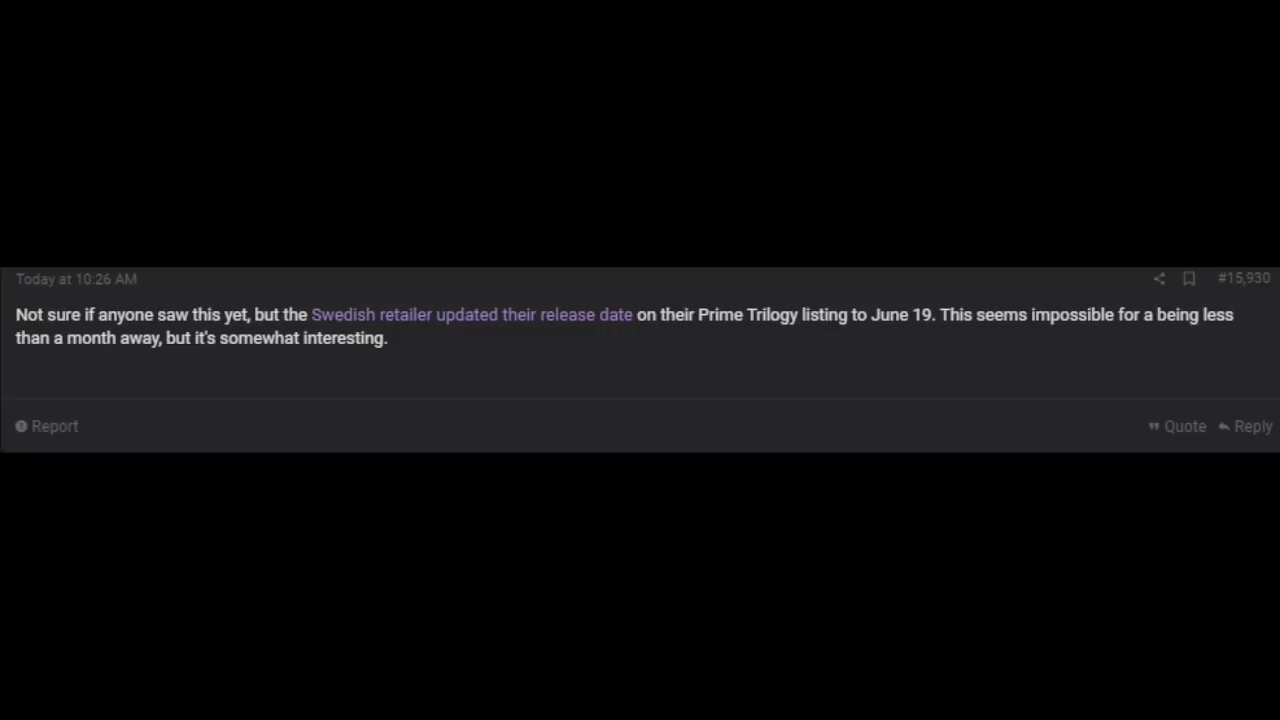 Today at 10:26 AM #15,930
Not sure if anyone saw this yet, but the Swedish retailer updated their release date on their Prime Trilogy listing to June 19. This seems impossible for a being less
than a month away, but it's somewhat interesting.
Report Quote Reply